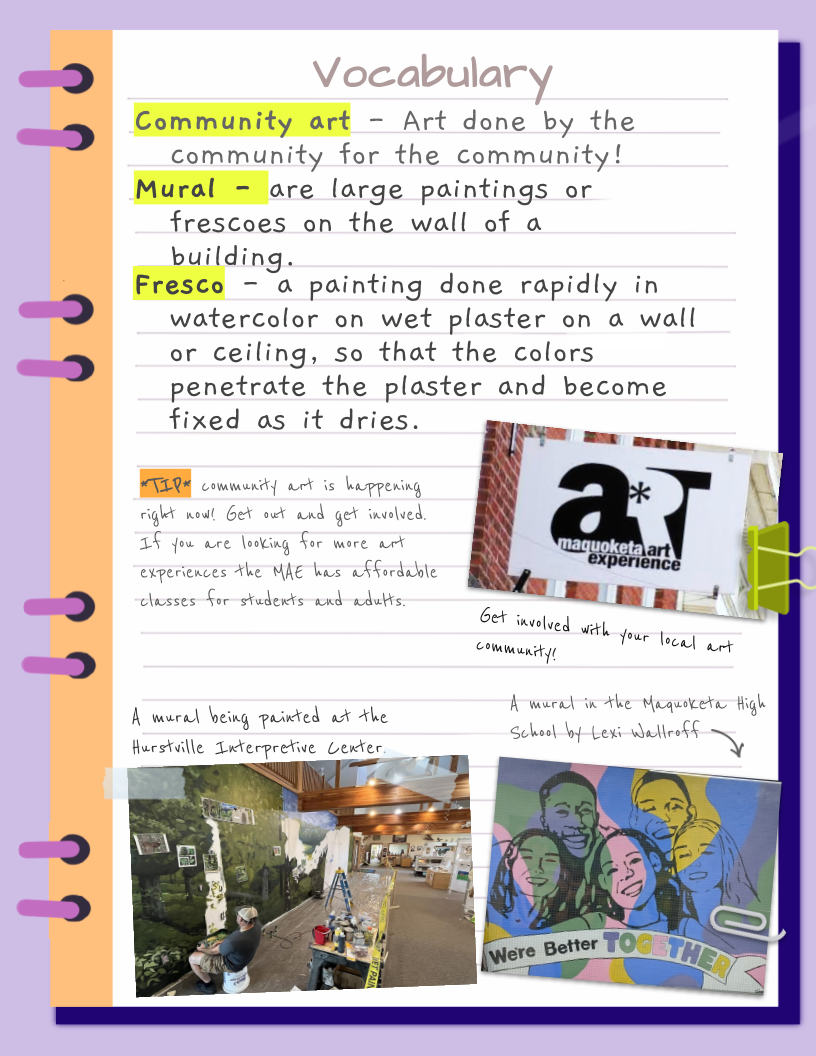 Vocabulary
Community art - Art done by the
community for the community!
Mural - are large paintings or
frescoes on the wall of a
building.
Fresco - a painting done rapidly in
watercolor on wet plaster on a wall
or ceiling, so that the colors
penetrate the plaster and become
fixed as it dries.
*TIP* community art is happening
right now! Get out and get involved.
If you are looking for more art
experiences the MAE has affordable
classes for students and adults.
a*RT
maquoketa art
experience
Get involved with your local art
community!
A mural being painted at the
Hurstville Interpretive Center.
A mural in the Maquoketa High
School by Lexi Wallroff
We're Better TOGETHER